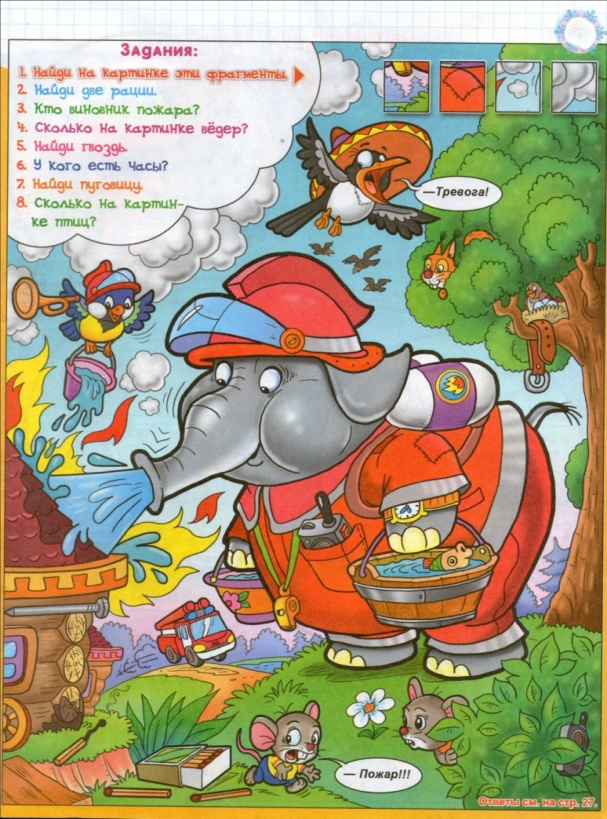 Задания:
1. Найди на картинке эти фрагменты
2. Найди две рации.
3. Кто виновник пожара?
4. Сколько на картинке вёдер?
5. Найди гвоздь.
6. У кого есть часы?
7. Найди пуговицу.
8. Сколько на картин-
ке птиц?
—Тревога!
— Пожар!!!
Ответы см. на стр. 27.